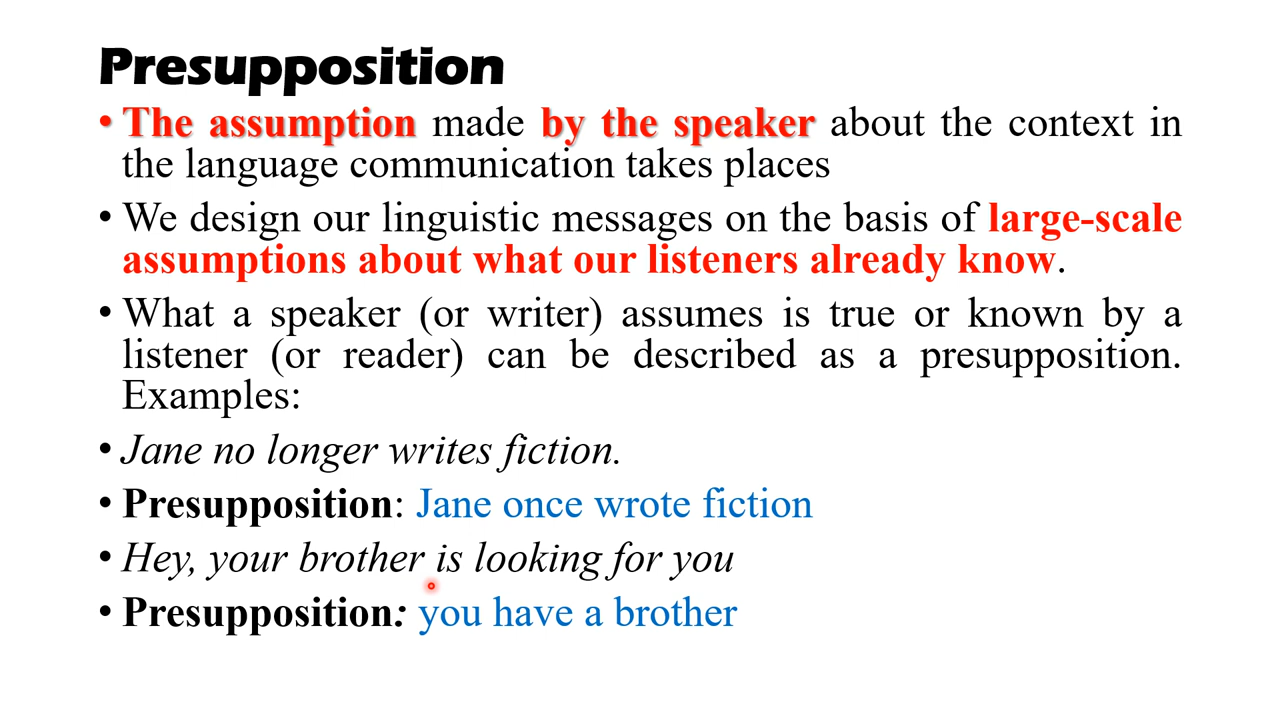 Presupposition
• The assumption made by the speaker about the context in
the language communication takes places
• We design our linguistic messages on the basis of large-scale
assumptions about what our listeners already know.
• What a speaker (or writer) assumes is true or known by a
listener (or reader) can be described as a presupposition.
Examples:
• Jane no longer writes fiction.
• Presupposition: Jane once wrote fiction
• Hey, your brother is looking for you
• Presupposition: you have a brother